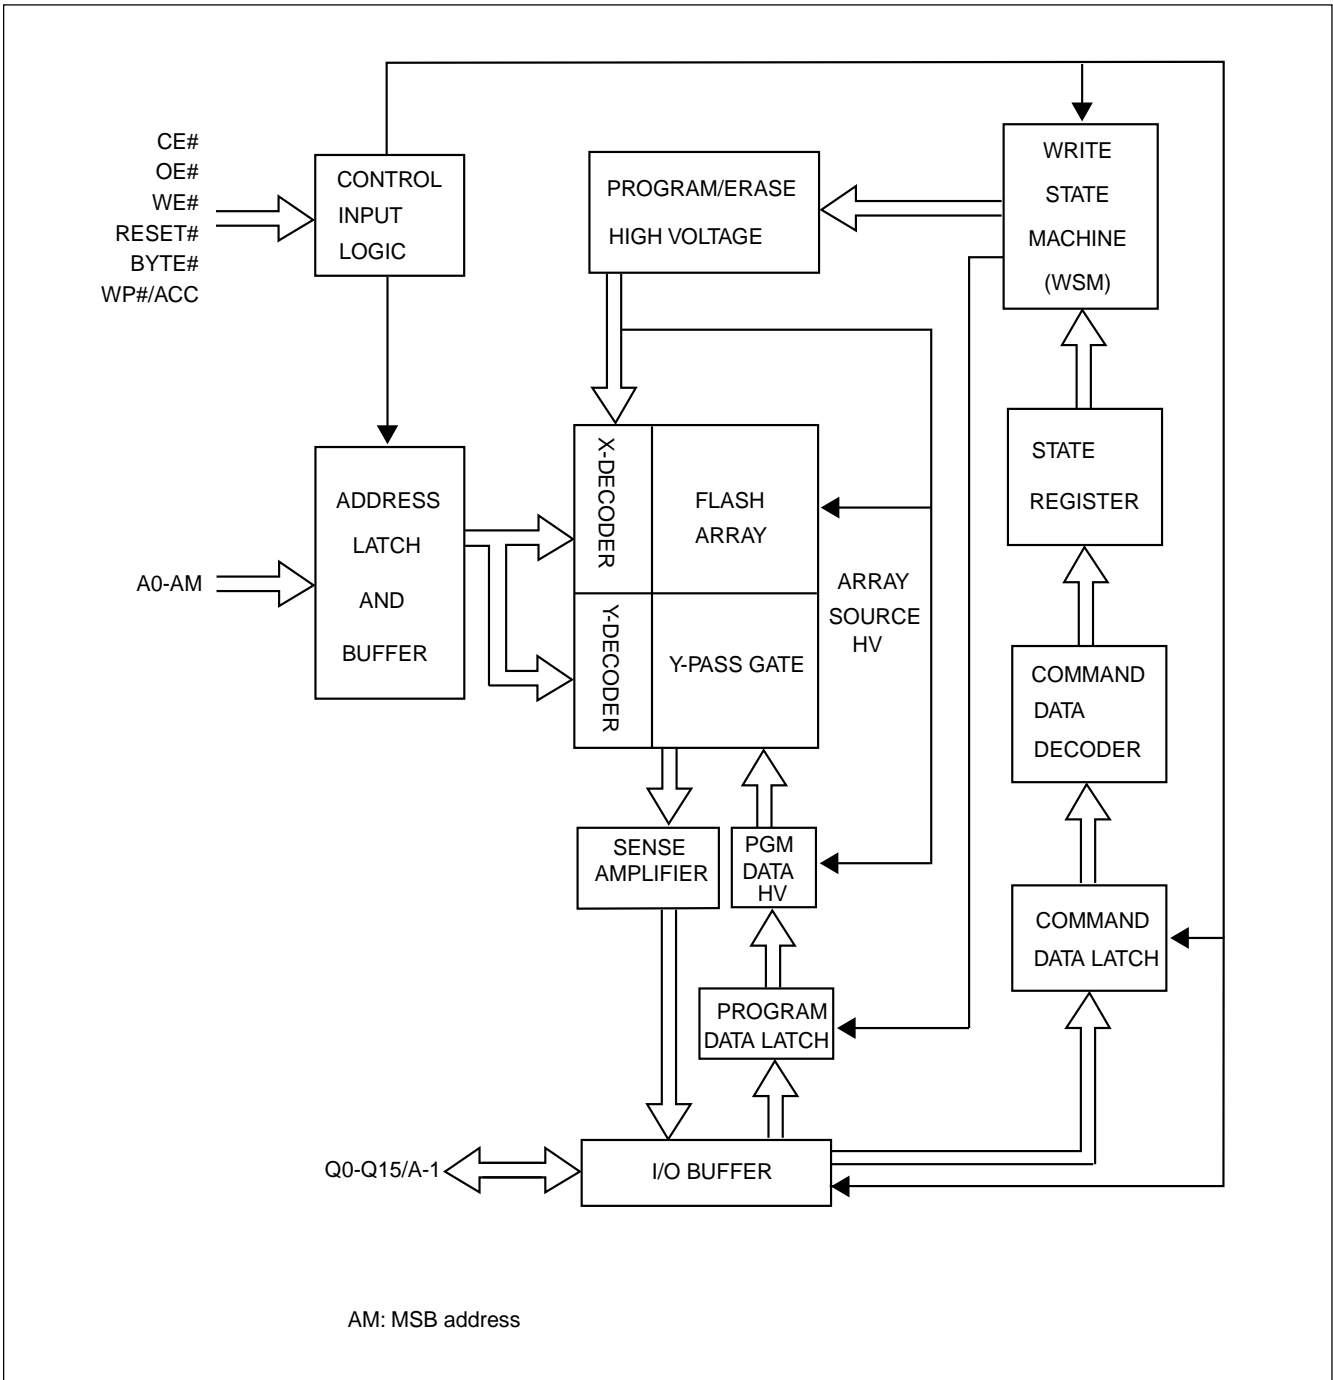 CE#
OE#
WE#
RESET#
BYTE#
WP#/ACC
CONTROL
INPUT
LOGIC
PROGRAM/ERASE
HIGH VOLTAGE
WRITE
STATE
MACHINE
(WSM)
ADDRESS
LATCH
AND
BUFFER
A0-AM
X-DECODER
FLASH
ARRAY
Y-DECODER
Y-PASS GATE
ARRAY
SOURCE
HV
STATE
REGISTER
COMMAND
DATA
DECODER
SENSE
AMPLIFIER
PGM
DATA
HV
COMMAND
DATA LATCH
PROGRAM
DATA LATCH
Q0-Q15/A-1
I/O BUFFER
AM: MSB address